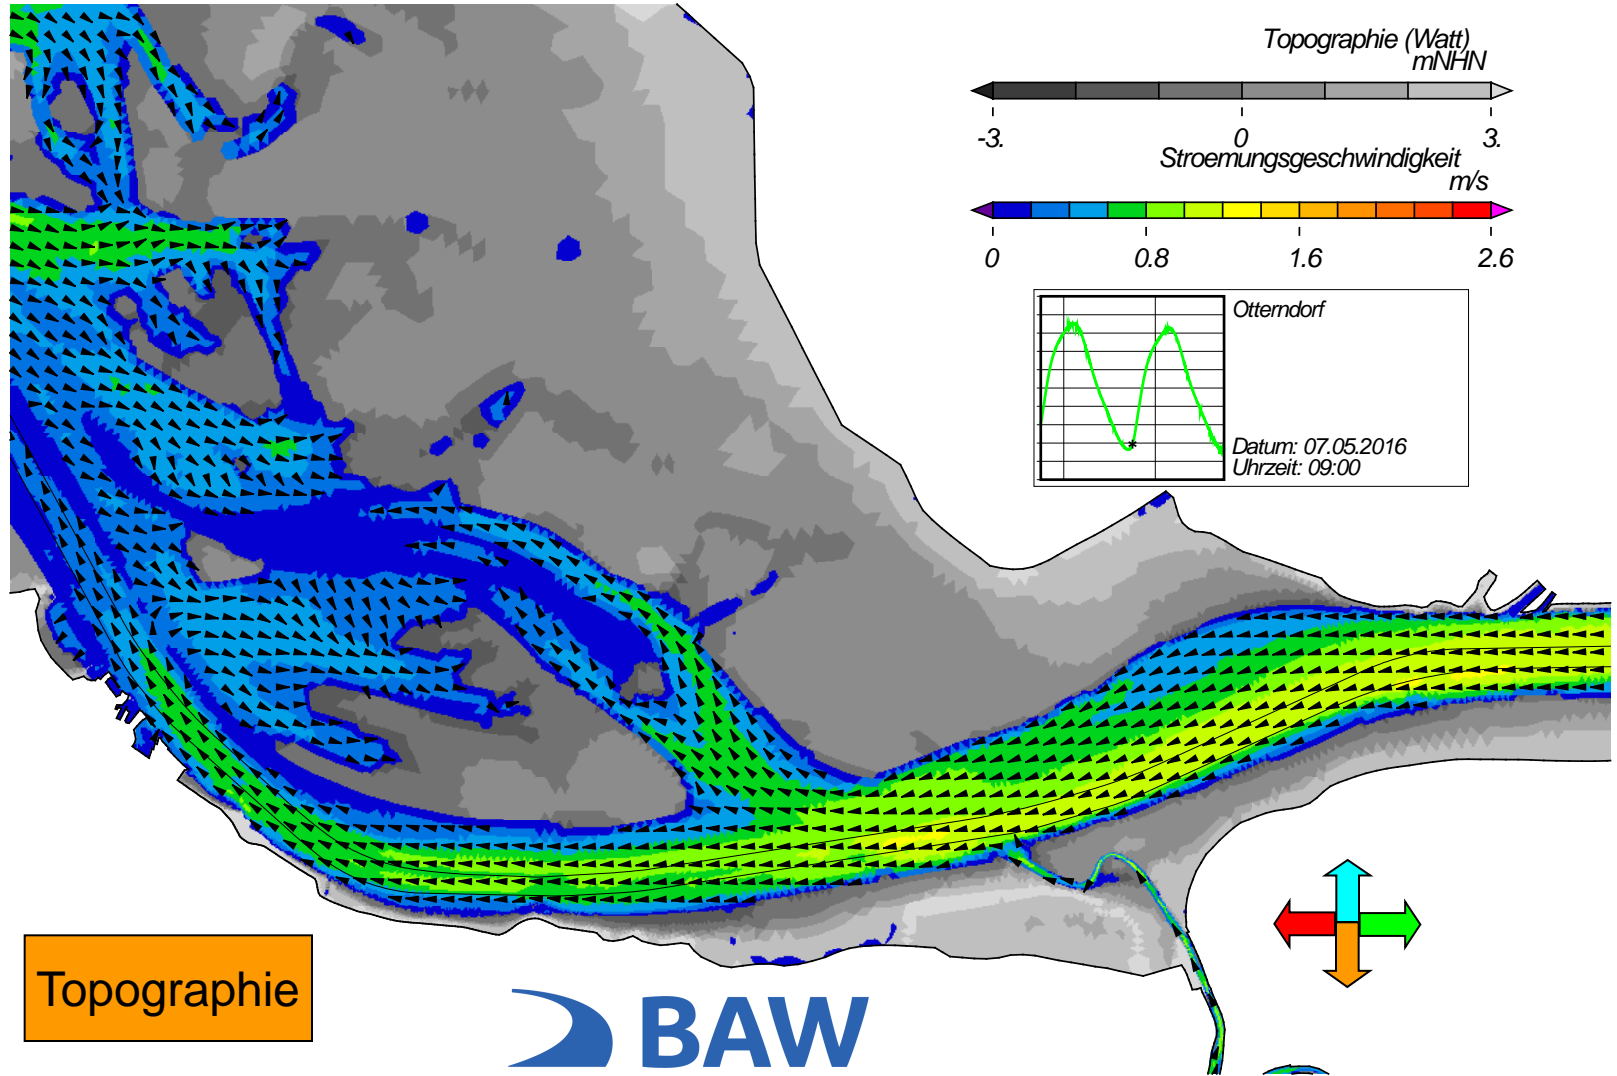 Topographie (Watt)
mNHN
-3. 0 3.
Stroemungsgeschwindigkeit
m/s
0 0.8 1.6 2.6
Otterndorf
Datum: 07.05.2016
Uhrzeit: 09:00
Topographie
BAW